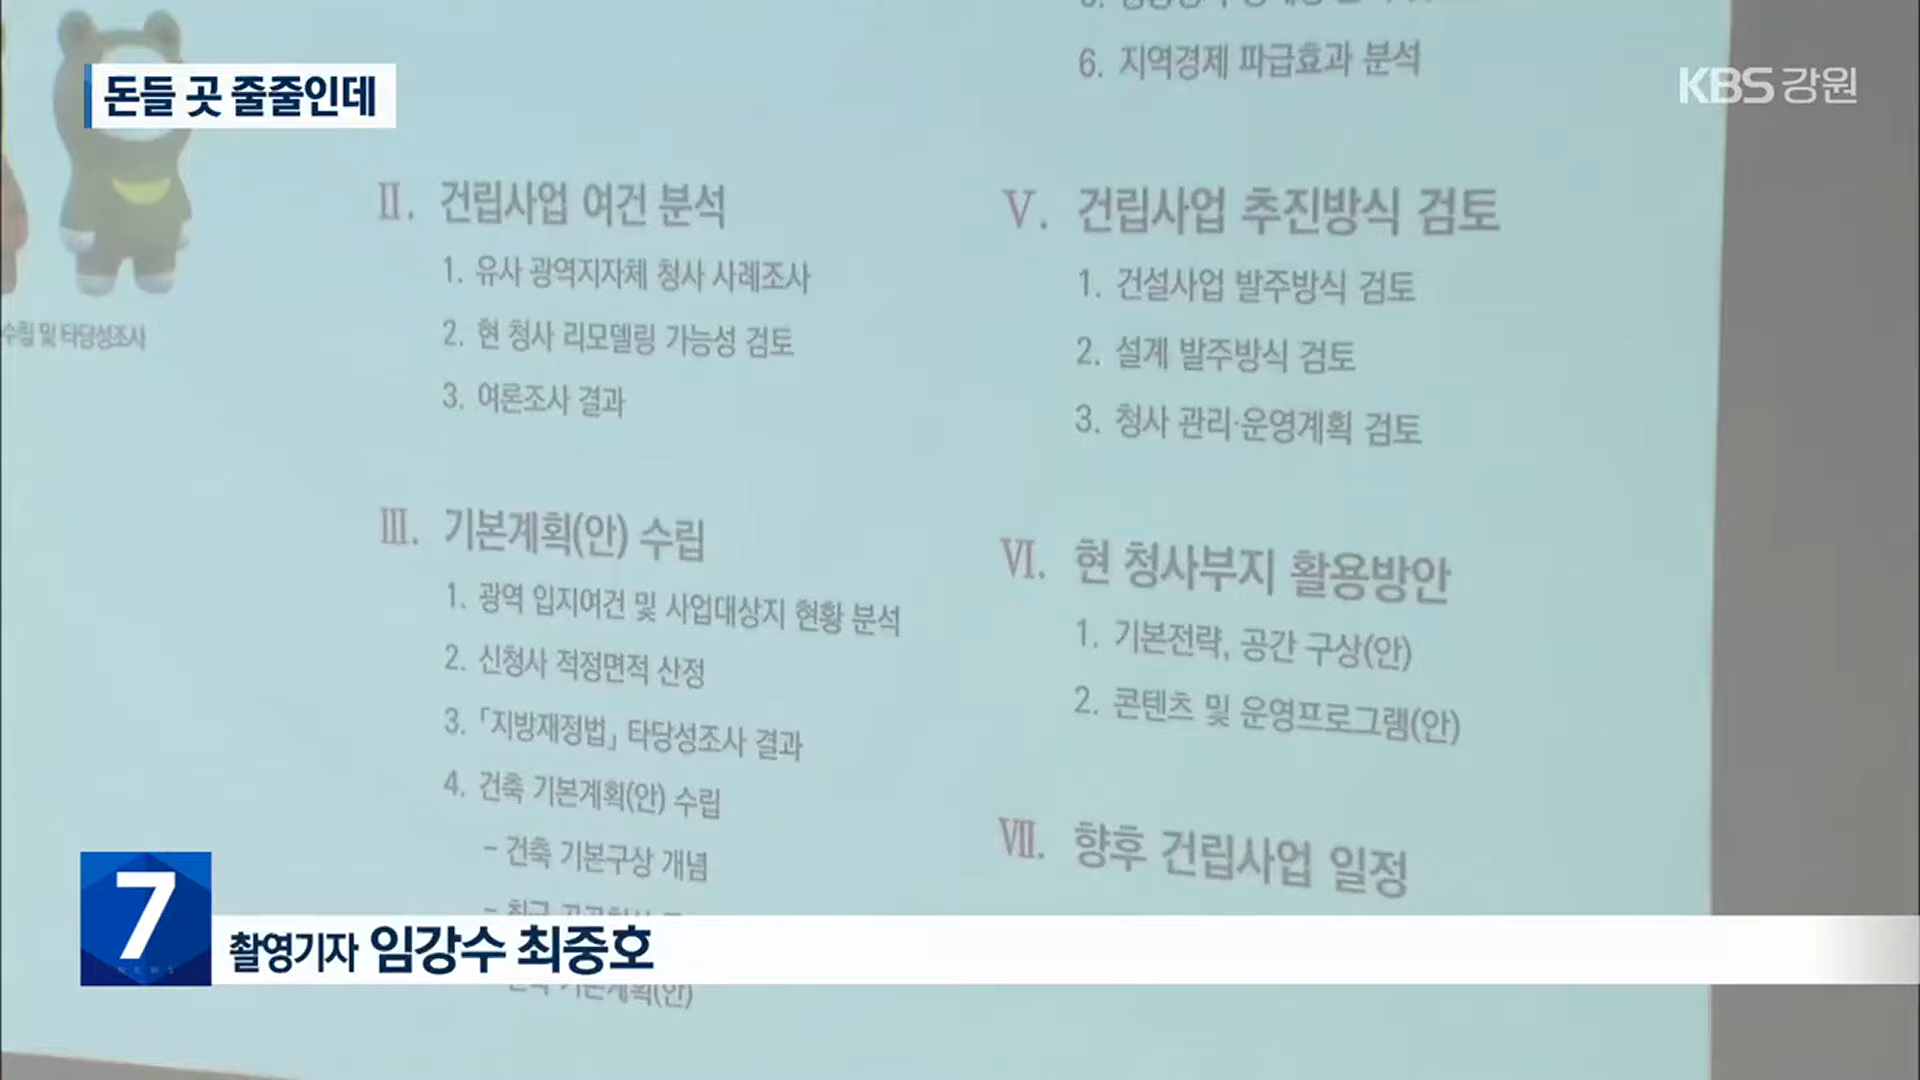 돈들 곳 줄줄인데
KBS강원
수립 및 타당성조사
Ⅱ. 건립사업 여건 분석
1. 유사 광역지자체 청사 사례조사
2. 현 청사 리모델링 가능성 검토
3. 여론조사 결과
Ⅲ. 기본계획(안) 수립
1. 광역 입지여건 및 사업대상지 현황 분석
2. 신청사 적정면적 산정
3. 「지방재정법」 타당성조사 결과
4. 건축 기본계획(안) 수립
- 건축 기본구상 개념
기본계획(안)
6. 지역경제 파급효과 분석
Ⅴ. 건립사업 추진방식 검토
1. 건설사업 발주방식 검토
2. 설계 발주방식 검토
3. 청사 관리·운영계획 검토
Ⅵ. 현 청사부지 활용방안
1. 기본전략, 공간 구상(안)
2. 콘텐츠 및 운영프로그램(안)
Ⅶ. 향후 건립사업 일정
7
NEWS
촬영기자 임강수 최중호